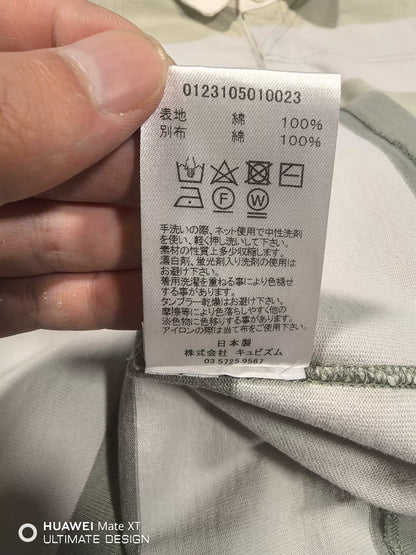 0123105010023
表地 綿 100%
別布 綿 100%
F W
手洗いの際、ネット使用で中性洗剤
を使い、軽く押し洗いして下さい。
素材の性質上多少収縮します。
漂白剤、蛍光剤入り洗剤の使用は
お避け下さい。
着用洗濯を重ねる事により色褪せ
する事があります。
タンブラー乾燥はお避け下さい。
摩擦等により色落ちしやすく他の
淡色物に色移りする事があります。
アイロンの際は当て布をご使用下さい。
日本製
株式会社 キュビズム
03 5725 9567
HUAWEI Mate XT
ULTIMATE DESIGN